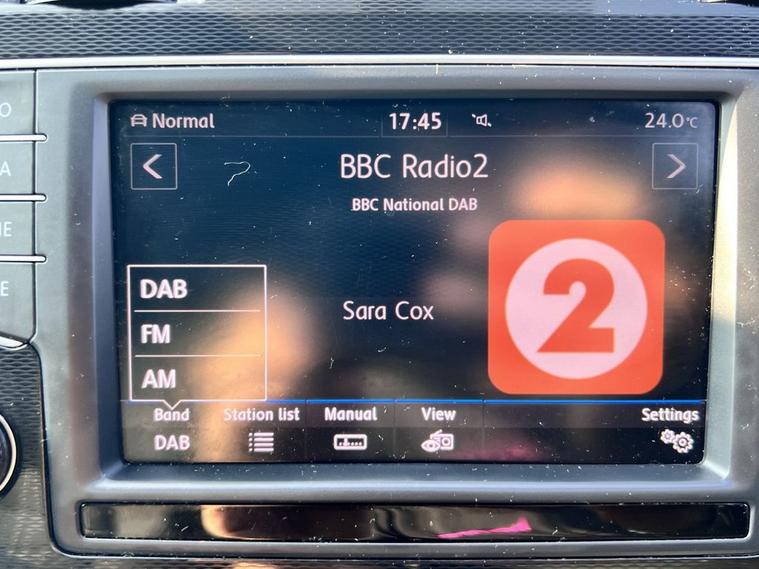 Normal 17:45 24.0°c
< BBC Radio2 >
BBC National DAB
2
DAB
Sara Cox
FM
AM
Band Station list Manual View Settings
DAB